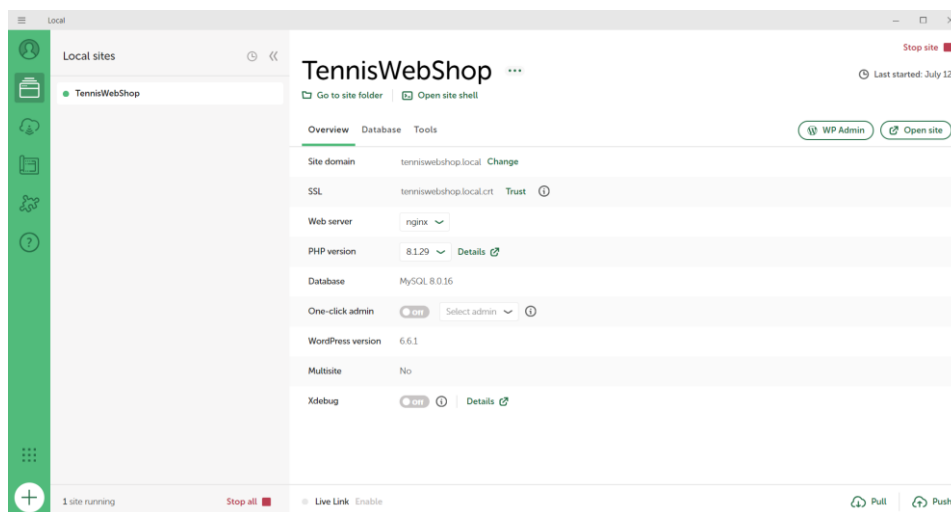 Local
Local sites
TennisWebShop
1 site running
Stop all
TennisWebShop
Go to site folder
Open site shell
Stop site
Last started: July 12
Overview Database Tools
WP Admin
Open site
Site domain tenniswebshop.local Change
SSL tenniswebshop.local.crt Trust
Web server nginx
PHP version 8.1.29 Details
Database MySQL 8.0.16
One-click admin Off Select admin
WordPress version 6.6.1
Multisite No
Xdebug Off Details
Live Link Enable
Pull
Push